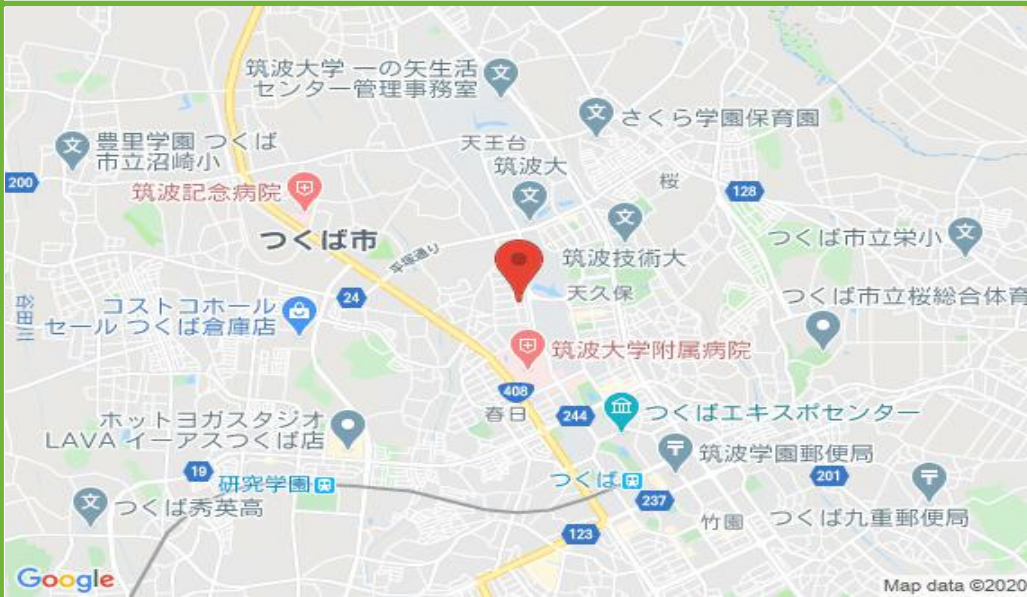 筑波大学 一の矢生活
センター管理事務室
さくら学園保育園
豊里学園 つくば
市立沼崎小
天王台
筑波大
桜
200
筑波記念病院
128
つくば市
平塚通り
筑波技術大
つくば市立栄小
谷田川
コストコホール
セール つくば倉庫店
24
天久保
つくば市立桜総合体育
筑波大学附属病院
408
春日
244
つくばエキスポセンター
ホットヨガスタジオ
LAVA イーアスつくば店
筑波学園郵便局
19
研究学園
つくば
201
237
つくば秀英高
竹園
つくば九重郵便局
123
Google
Map data ©2020